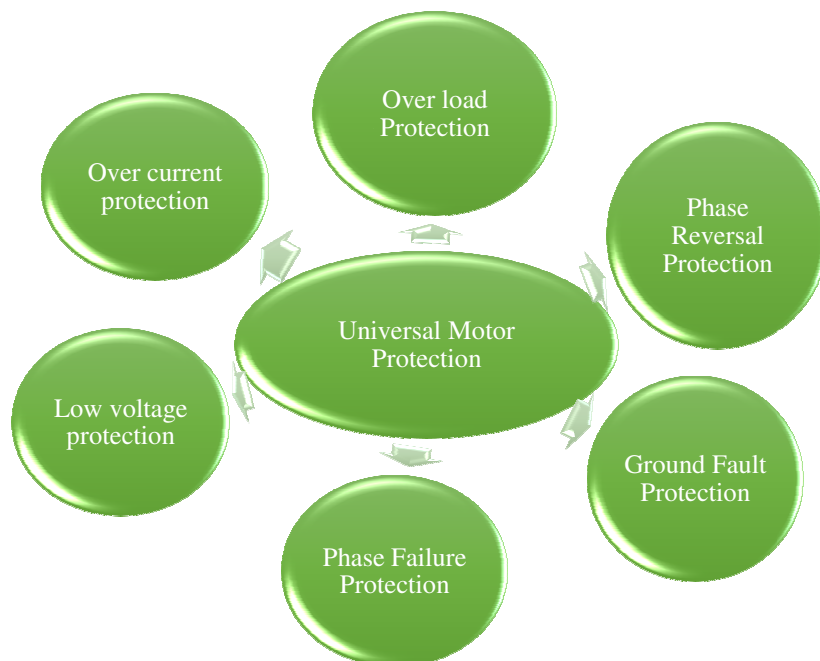 Over load
Protection
Over current
protection
Phase
Reversal
Protection
Universal Motor
Protection
Low voltage
protection
Ground Fault
Protection
Phase Failure
Protection